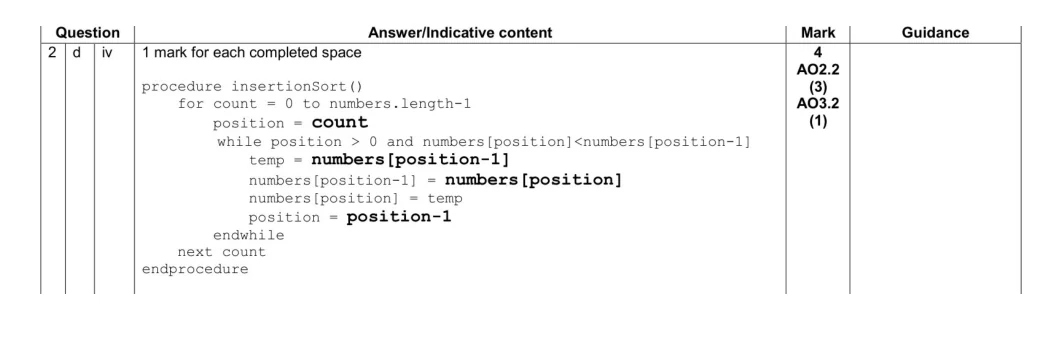 Question Answer/Indicative content Mark Guidance
2 d iv 1 mark for each completed space 4
AO2.2
procedure insertionSort() (3)
for count = 0 to numbers.length-1 AO3.2
position = count (1)
while position > 0 and numbers[position]<numbers[position-1]
temp = numbers[position-1]
numbers[position-1] = numbers[position]
numbers[position] = temp
position = position-1
endwhile
next count
endprocedure